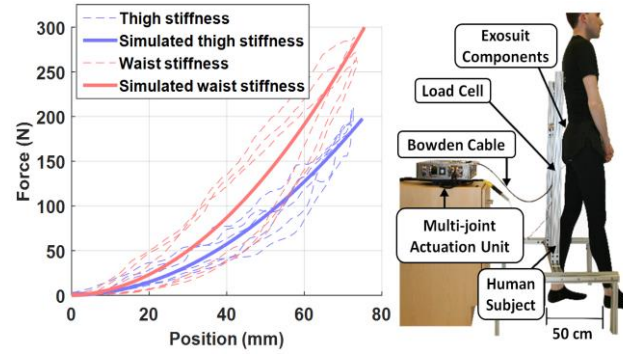 Thigh stiffness
Simulated thigh stiffness
Waist stiffness
Simulated waist stiffness
300
250
200
150
100
50
0
Force (N)
0 20 40 60 80
Position (mm)
Exosuit
Components
Load Cell
Bowden Cable
Multi-joint
Actuation Unit
Human
Subject
50 cm